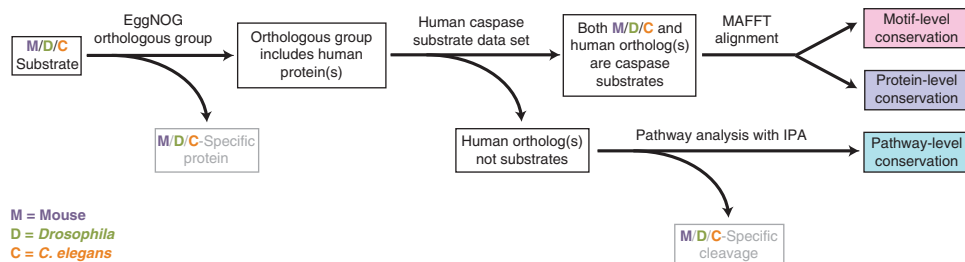 EggNOG
orthologous group
Human caspase
substrate data set
MAFFT
alignment
M/D/C
Substrate
Orthologous group
includes human
protein(s)
Both M/D/C and
human ortholog(s)
are caspase
substrates
Motif-level
conservation
Protein-level
conservation
M/D/C-Specific
protein
Human ortholog(s)
not substrates
Pathway analysis with IPA
Pathway-level
conservation
M/D/C-Specific
cleavage
M = Mouse
D = Drosophila
C = C. elegans